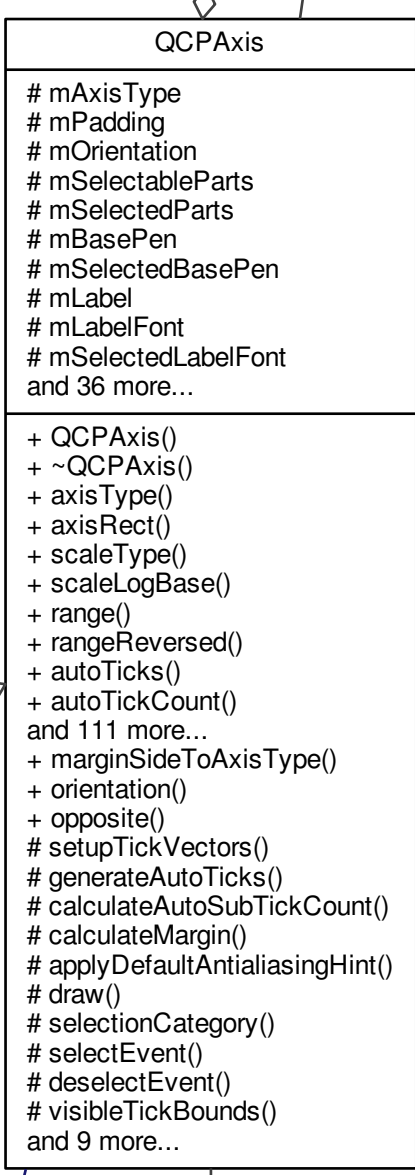 QCPAxis
# mAxisType
# mPadding
# mOrientation
# mSelectableParts
# mSelectedParts
# mBasePen
# mSelectedBasePen
# mLabel
# mLabelFont
# mSelectedLabelFont
and 36 more...
+ QCPAxis()
+ ~QCPAxis()
+ axisType()
+ axisRect()
+ scaleType()
+ scaleLogBase()
+ range()
+ rangeReversed()
+ autoTicks()
+ autoTickCount()
and 111 more...
+ marginSideToAxisType()
+ orientation()
+ opposite()
# setupTickVectors()
# generateAutoTicks()
# calculateAutoSubTickCount()
# calculateMargin()
# applyDefaultAntialiasingHint()
# draw()
# selectionCategory()
# selectEvent()
# deselectEvent()
# visibleTickBounds()
and 9 more...